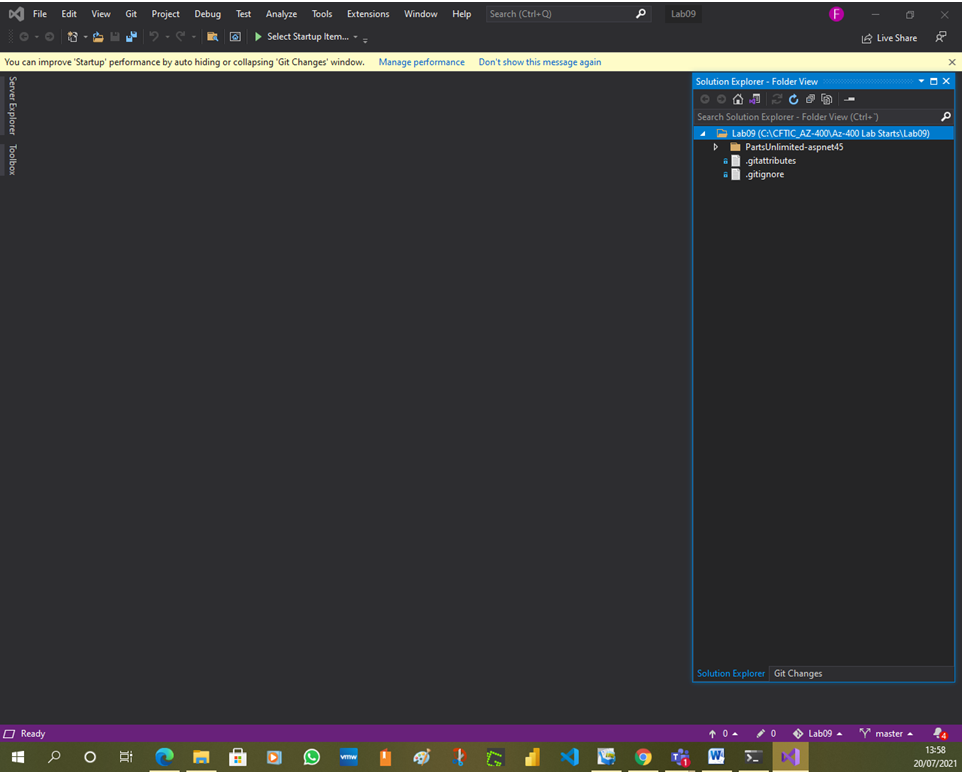 File Edit View Git Project Debug Test Analyze Tools Extensions Window Help Search (Ctrl+Q) Lab09 F
Select Startup Item... Live Share
You can improve 'Startup' performance by auto hiding or collapsing 'Git Changes' window. Manage performance Don't show this message again
Server Explorer
Toolbox
Solution Explorer - Folder View
Search Solution Explorer - Folder View (Ctrl+¨)
Lab09 (C:\CFTIC_AZ-400\Az-400 Lab Starts\Lab09)
PartsUnlimited-aspnet45
.gitattributes
.gitignore
Solution Explorer Git Changes
Ready 0 0 Lab09 master 4
vmw 1 W
13:58
20/07/2021